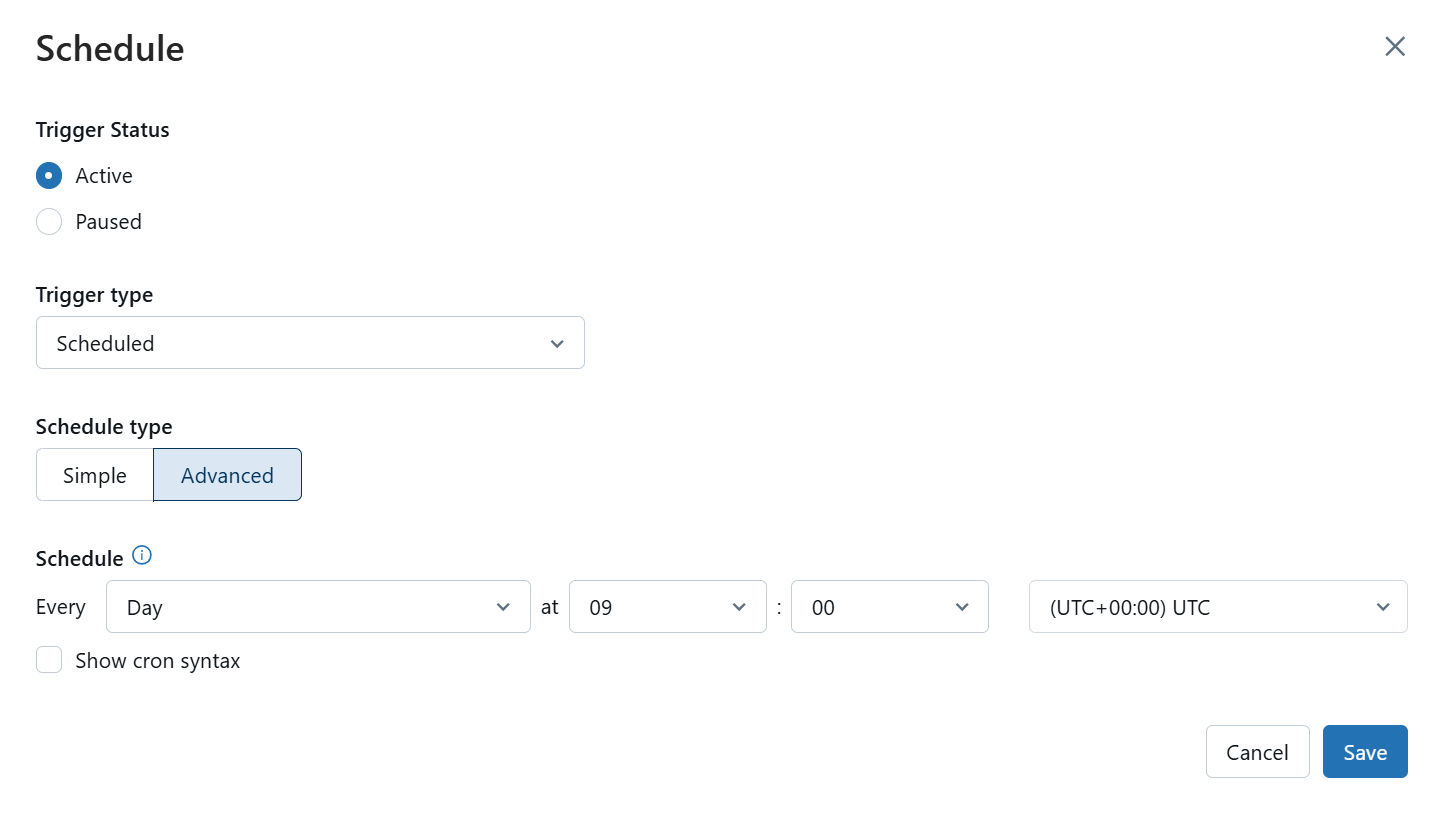 Schedule
Trigger Status
Active
Paused
Trigger type
Scheduled
Schedule type
Simple Advanced
Schedule
Every Day at 09 : 00 (UTC+00:00) UTC
Show cron syntax
Cancel Save